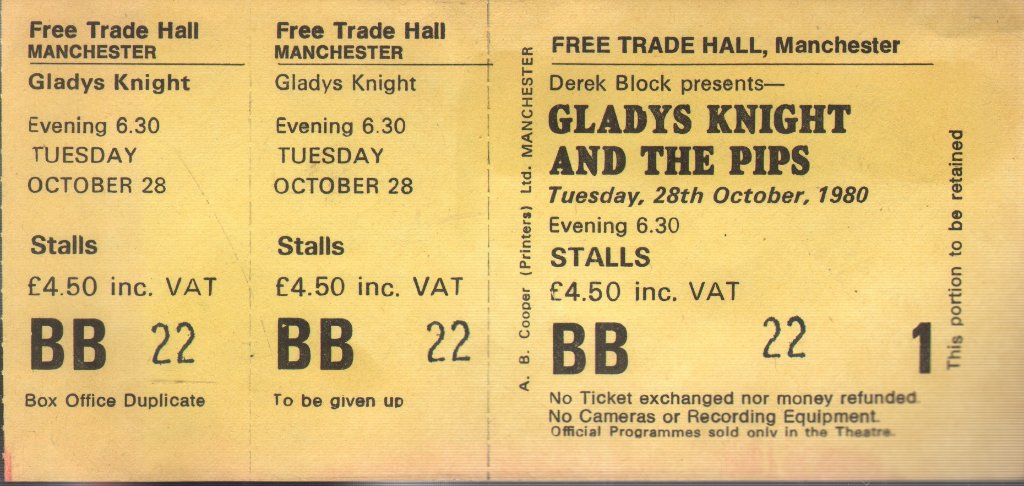 Free Trade Hall
MANCHESTER
Gladys Knight
Evening 6.30
TUESDAY
OCTOBER 28
Stalls
£4.50 inc. VAT
BB 22
Box Office Duplicate
Free Trade Hall
MANCHESTER
Gladys Knight
Evening 6.30
TUESDAY
OCTOBER 28
Stalls
£4.50 inc. VAT
BB 22
To be given up
A. B. Cooper (Printers) Ltd. MANCHESTER
FREE TRADE HALL, Manchester
Derek Block presents—
GLADYS KNIGHT
AND THE PIPS
Tuesday, 28th October, 1980
Evening 6.30
STALLS
£4.50 inc. VAT
BB 22 1
No Ticket exchanged nor money refunded.
No Cameras or Recording Equipment.
Official Programmes sold only in the Theatre.
This portion to be retained